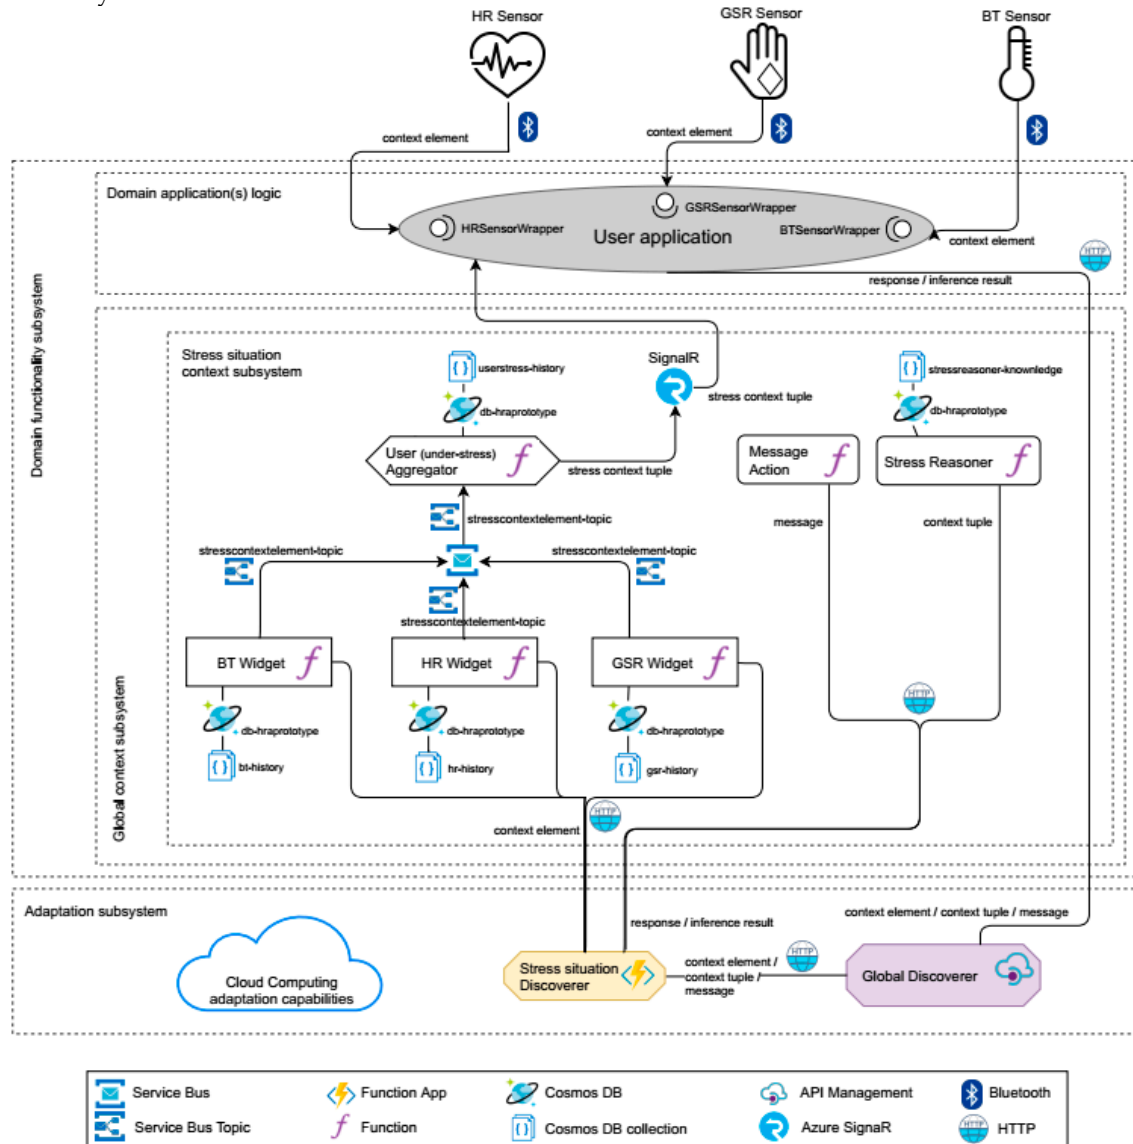 HR Sensor
GSR Sensor
BT Sensor
context element
context element
Domain application(s) logic
GSRSensorWrapper
HRSensorWrapper
User application
BTSensorWrapper
context element
HTTP
response / inference result
Domain functionality subsystem
Stress situation
context subsystem
userstress-history
SignalR
stressreasoner-knownledge
db-hraprototype
stress context tuple
db-hraprototype
User (under-stress)
Aggregator
Message
Action
Stress Reasoner
stress context tuple
stresscontextelement-topic
message
context tuple
stresscontextelement-topic
stresscontextelement-topic
stresscontextelement-topic
BT Widget
HR Widget
GSR Widget
HTTP
db-hraprototype
db-hraprototype
db-hraprototype
bt-history
hr-history
gsr-history
Global context subsystem
HTTP
context element
Adaptation subsystem
response / inference result
context element / context tuple / message
Cloud Computing
adaptation capabilities
Stress situation
Discoverer
context element /
context tuple /
message
HTTP
Global Discoverer
Service Bus
Function App
Cosmos DB
API Management
Bluetooth
Service Bus Topic
Function
Cosmos DB collection
Azure SignaR
HTTP